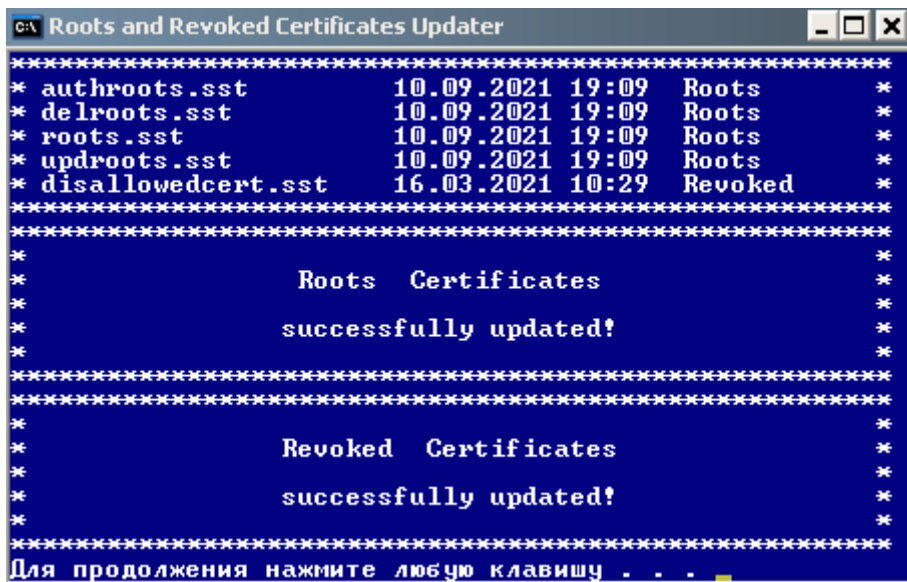 Roots and Revoked Certificates Updater
*******************************************************
* authroots.sst         10.09.2021 19:09  Roots       *
* delroots.sst          10.09.2021 19:09  Roots       *
* roots.sst             10.09.2021 19:09  Roots       *
* updroots.sst          10.09.2021 19:09  Roots       *
* disallowedcert.sst    16.03.2021 10:29  Revoked     *
*******************************************************
*******************************************************
*                                                     *
*                 Roots  Certificates                 *
*                                                     *
*                successfully updated!                *
*                                                     *
*******************************************************
*******************************************************
*                                                     *
*                Revoked  Certificates                *
*                                                     *
*                successfully updated!                *
*                                                     *
*******************************************************
Для продолжения нажмите любую клавишу . . . _